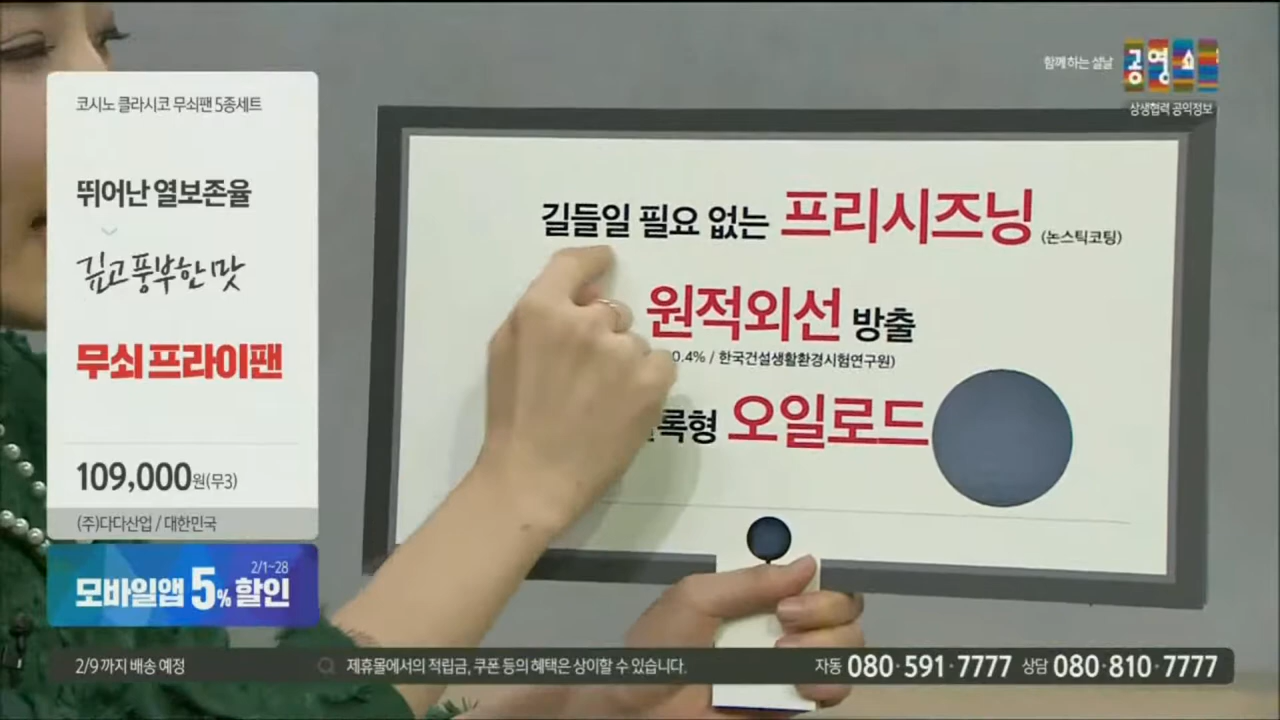 코시노 클라시코 무쇠팬 5종세트
뛰어난 열보존율
깊고 풍부한 맛
무쇠 프라이팬
109,000원(무3)
(주)다다산업 / 대한민국
2/1~28
모바일앱 5% 할인
함께하는 설날
공영쇼
상생협력 공익정보
길들일 필요 없는 프리시즈닝 (논스틱코팅)
원적외선 방출
0.4% / 한국건설생활환경시험연구원)
록형 오일로드
2/9까지 배송 예정
제휴몰에서의 적립금, 쿠폰 등의 혜택은 상이할 수 있습니다.
자동 080·591·7777 상담 080·810·7777